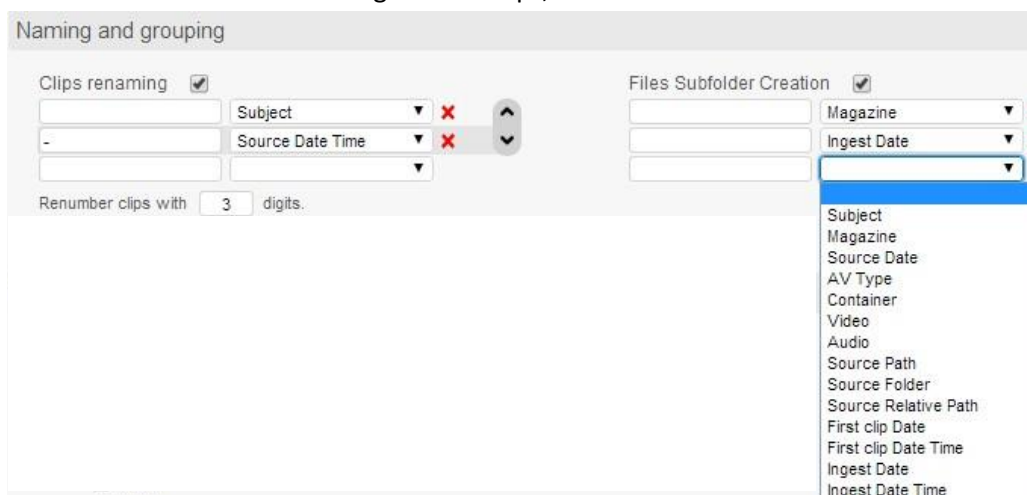 Naming and grouping
Clips renaming
Subject
- Source Date Time
Renumber clips with 3 digits.
Files Subfolder Creation
Magazine
Ingest Date
Subject
Magazine
Source Date
AV Type
Container
Video
Audio
Source Path
Source Folder
Source Relative Path
First clip Date
First clip Date Time
Ingest Date
Ingest Date Time